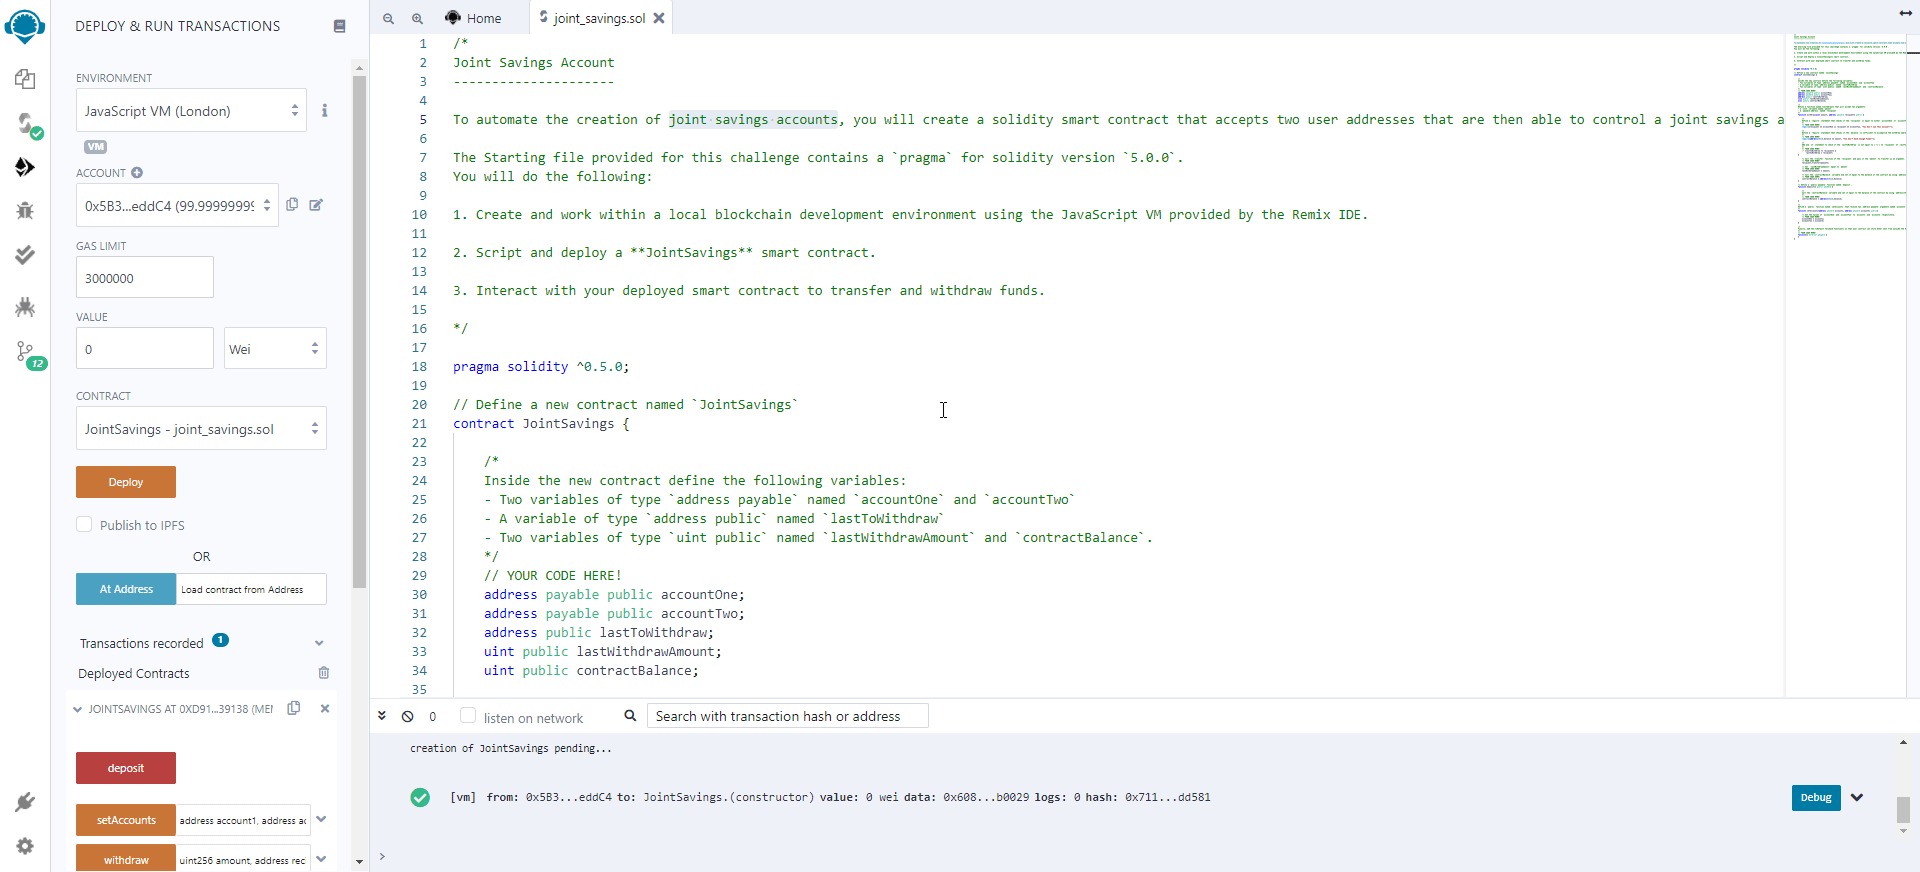 DEPLOY & RUN TRANSACTIONS
ENVIRONMENT
JavaScript VM (London)
VM
ACCOUNT
0x5B3...eddC4 (99.99999999
GAS LIMIT
3000000
VALUE
0
Wei
CONTRACT
JointSavings - joint_savings.sol
Deploy
Publish to IPFS
OR
At Address
Load contract from Address
Transactions recorded 1
Deployed Contracts
JOINTSAVINGS AT 0XD91...39138 (MEM
deposit
setAccounts
address account1, address ac
withdraw
uint256 amount, address rec
12
Home
joint_savings.sol
1 /*
2 Joint Savings Account
3 ---------------------
4
5 To automate the creation of joint savings accounts, you will create a solidity smart contract that accepts two user addresses that are then able to control a joint savings a
6
7 The Starting file provided for this challenge contains a `pragma` for solidity version `5.0.0`.
8 You will do the following:
9
10 1. Create and work within a local blockchain development environment using the JavaScript VM provided by the Remix IDE.
11
12 2. Script and deploy a **JointSavings** smart contract.
13
14 3. Interact with your deployed smart contract to transfer and withdraw funds.
15
16 */
17
18 pragma solidity ^0.5.0;
19
20 // Define a new contract named `JointSavings`
21 contract JointSavings {
22
23 /*
24 Inside the new contract define the following variables:
25 - Two variables of type `address payable` named `accountOne` and `accountTwo`
26 - A variable of type `address public` named `lastToWithdraw`
27 - Two variables of type `uint public` named `lastWithdrawAmount` and `contractBalance`.
28 */
29 // YOUR CODE HERE!
30 address payable public accountOne;
31 address payable public accountTwo;
32 address public lastToWithdraw;
33 uint public lastWithdrawAmount;
34 uint public contractBalance;
35
0
listen on network
Search with transaction hash or address
creation of JointSavings pending...
[vm] from: 0x5B3...eddC4 to: JointSavings.(constructor) value: 0 wei data: 0x608...b0029 logs: 0 hash: 0x711...dd581
Debug
>